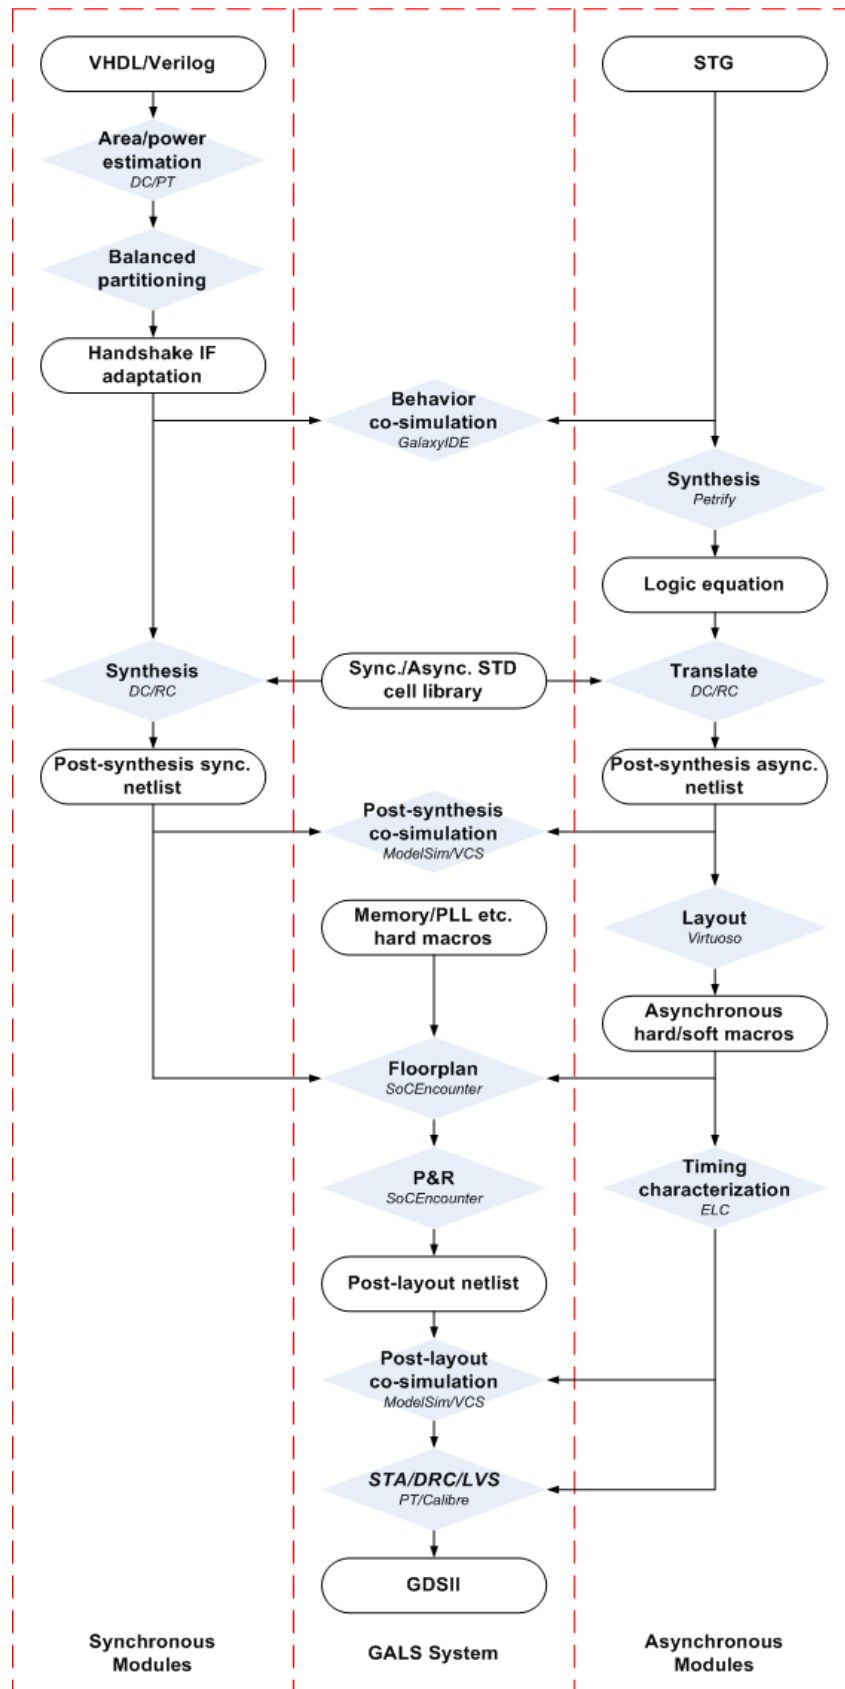 VHDL/Verilog
STG
Area/power
estimation
DC/PT
Balanced
partitioning
Handshake IF
adaptation
Behavior
co-simulation
GalaxyIDE
Synthesis
Petrify
Logic equation
Synthesis
DC/RC
Sync./Async. STD
cell library
Translate
DC/RC
Post-synthesis sync.
netlist
Post-synthesis async.
netlist
Post-synthesis
co-simulation
ModelSim/VCS
Memory/PLL etc.
hard macros
Layout
Virtuoso
Asynchronous
hard/soft macros
Floorplan
SoCEncounter
P&R
SoCEncounter
Timing
characterization
ELC
Post-layout netlist
Post-layout
co-simulation
ModelSim/VCS
STA/DRC/LVS
PT/Calibre
GDSII
Synchronous
Modules
GALS System
Asynchronous
Modules